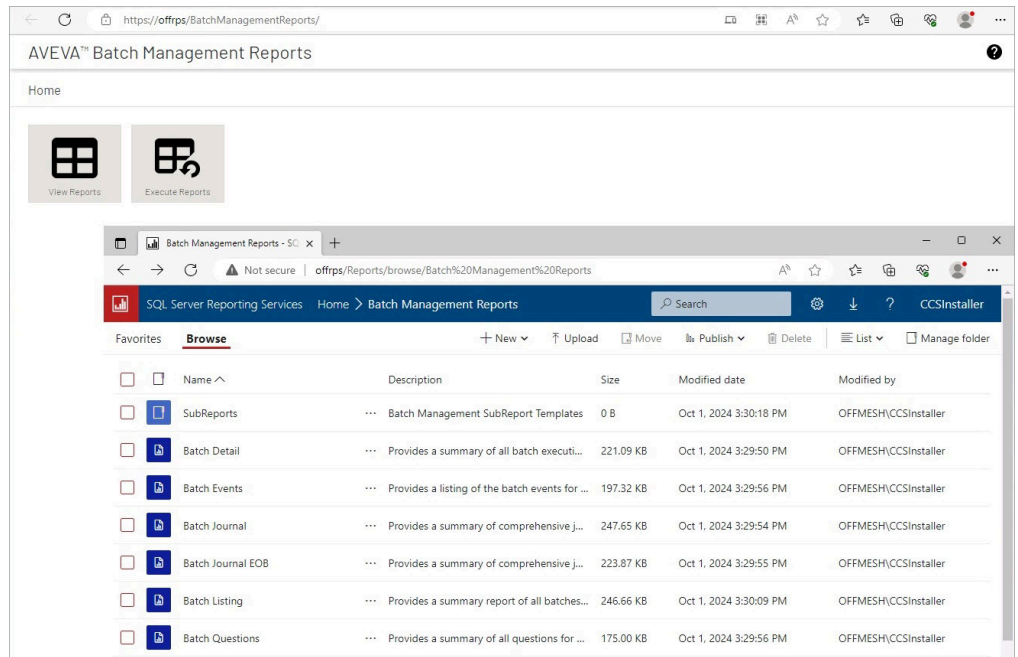 https://offrps/BatchManagementReports/
AVEVA™ Batch Management Reports
Home
View Reports Execute Reports
Batch Management Reports - SQ
Not secure | offrps/Reports/browse/Batch%20Management%20Reports
SQL Server Reporting Services Home > Batch Management Reports Search ? CCSInstaller
Favorites Browse + New Upload Move Publish Delete List Manage folder
Name Description Size Modified date Modified by
SubReports ... Batch Management SubReport Templates 0 B Oct 1, 2024 3:30:18 PM OFFMESH\CCSInstaller
Batch Detail ... Provides a summary of all batch executi... 221.09 KB Oct 1, 2024 3:29:50 PM OFFMESH\CCSInstaller
Batch Events ... Provides a listing of the batch events for ... 197.32 KB Oct 1, 2024 3:29:56 PM OFFMESH\CCSInstaller
Batch Journal ... Provides a summary of comprehensive j... 247.65 KB Oct 1, 2024 3:29:54 PM OFFMESH\CCSInstaller
Batch Journal EOB ... Provides a summary of comprehensive j... 223.87 KB Oct 1, 2024 3:29:55 PM OFFMESH\CCSInstaller
Batch Listing ... Provides a summary report of all batches... 246.66 KB Oct 1, 2024 3:30:09 PM OFFMESH\CCSInstaller
Batch Questions ... Provides a summary of all questions for ... 175.00 KB Oct 1, 2024 3:29:56 PM OFFMESH\CCSInstaller